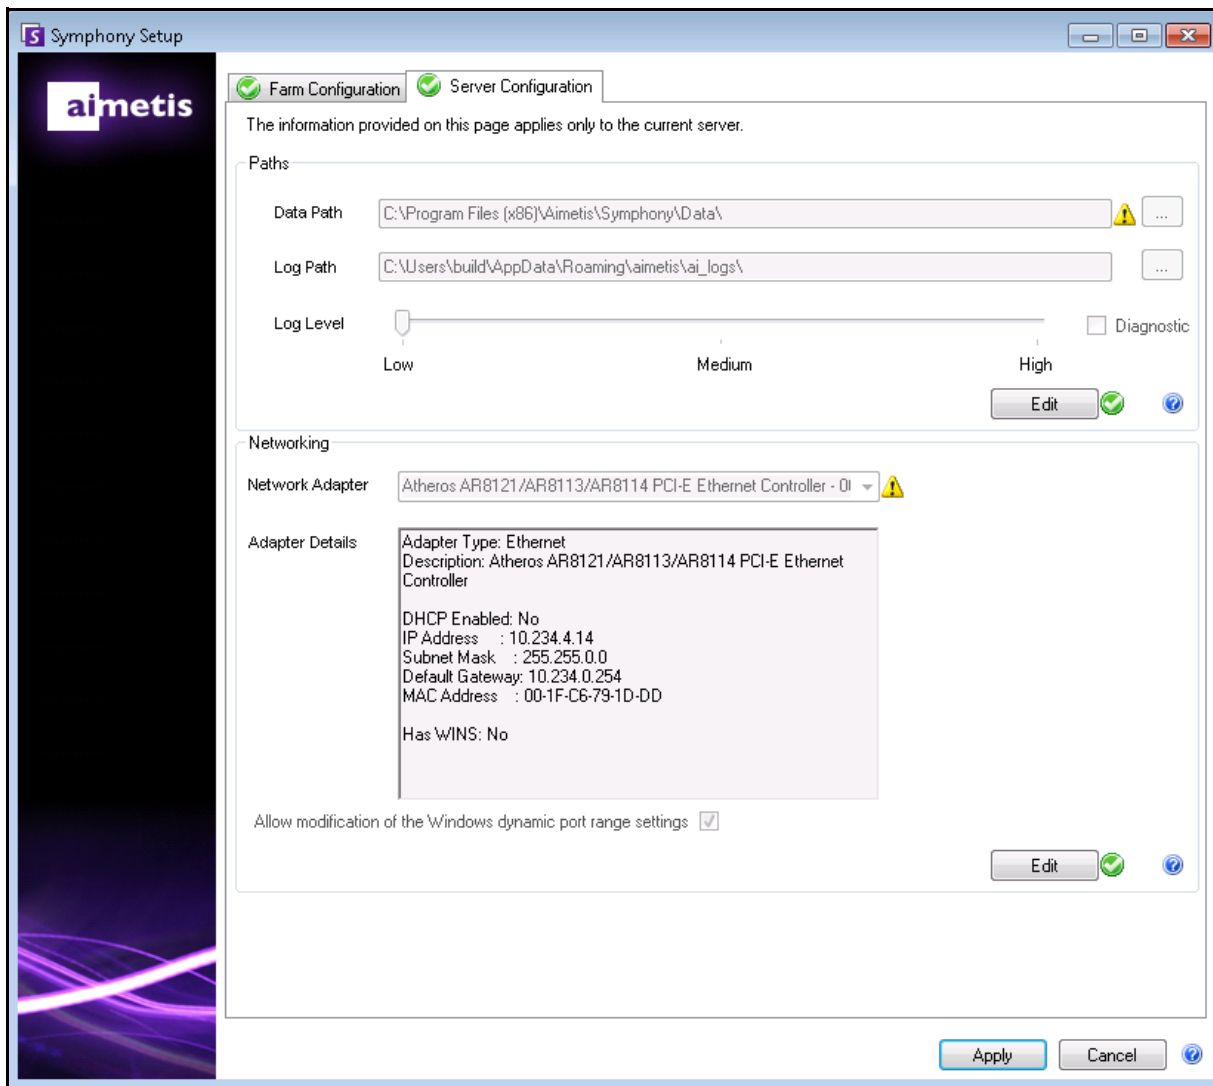 Symphony Setup
aimetis
Farm Configuration
Server Configuration
The information provided on this page applies only to the current server.
Paths
Data Path
C:\Program Files (x86)\Aimetis\Symphony\Data\
...
Log Path
C:\Users\build\AppData\Roaming\aimetis\ai_logs\
...
Log Level
Diagnostic
Low
Medium
High
Edit
Networking
Network Adapter
Atheros AR8121/AR8113/AR8114 PCI-E Ethernet Controller -
Adapter Details
Adapter Type: Ethernet
Description: Atheros AR8121/AR8113/AR8114 PCI-E Ethernet
Controller
DHCP Enabled: No
IP Address : 10.234.4.14
Subnet Mask : 255.255.0.0
Default Gateway: 10.234.0.254
MAC Address : 00-1F-C6-79-1D-DD
Has WINS: No
Allow modification of the Windows dynamic port range settings
Edit
Apply
Cancel